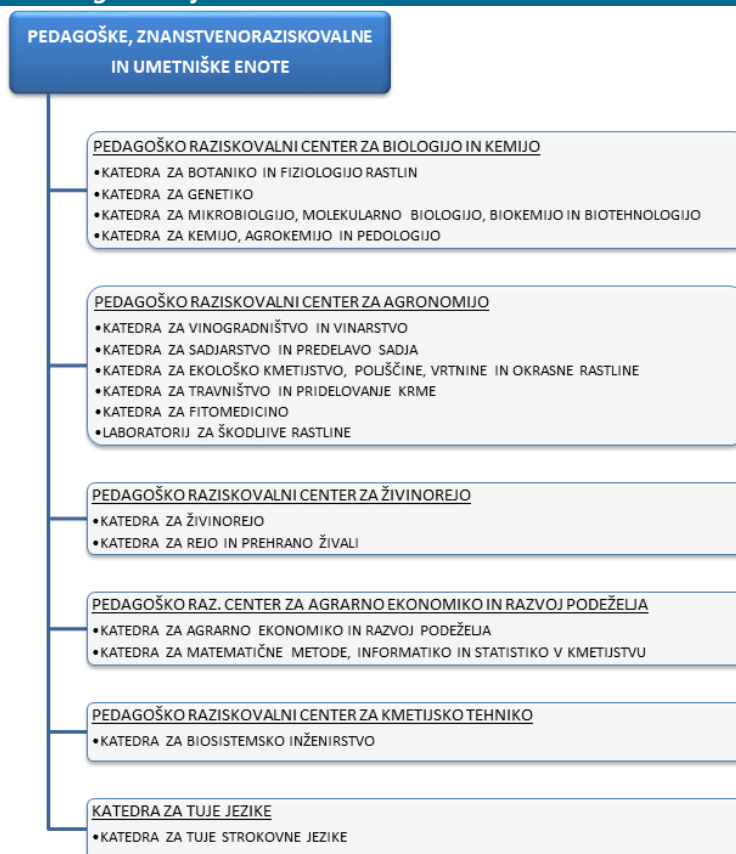 PEDAGOŠKE, ZNANSTVENORAZISKOVALNE
IN UMETNIŠKE ENOTE
PEDAGOŠKO RAZISKOVALNI CENTER ZA BIOLOGIJO IN KEMIJO
•KATEDRA ZA BOTANIKO IN FIZIOLOGIJO RASTLIN
•KATEDRA ZA GENETIKO
•KATEDRA ZA MIKROBIOLGIJO, MOLEKULARNO BIOLOGIJO, BIOKEMIJO IN BIOTEHNOLOGIJO
•KATEDRA ZA KEMIJO, AGROKEMIJO IN PEDOLOGIJO
PEDAGOŠKO RAZISKOVALNI CENTER ZA AGRONOMIJO
•KATEDRA ZA VINOGRADNIŠTVO IN VINARSTVO
•KATEDRA ZA SADJARSTVO IN PREDELAVO SADJA
•KATEDRA ZA EKOLOŠKO KMETIJSTVO, POLJŠČINE, VRTNINE IN OKRASNE RASTLINE
•KATEDRA ZA TRAVNIŠTVO IN PRIDELOVANJE KRME
•KATEDRA ZA FITOMEDICINO
•LABORATORIJ ZA ŠKODLJIVE RASTLINE
PEDAGOŠKO RAZISKOVALNI CENTER ZA ŽIVINOREJO
•KATEDRA ZA ŽIVINOREJO
•KATEDRA ZA REJO IN PREHRANO ŽIVALI
PEDAGOŠKO RAZ. CENTER ZA AGRARNO EKONOMIKO IN RAZVOJ PODEŽELJA
•KATEDRA ZA AGRARNO EKONOMIKO IN RAZVOJ PODEŽELJA
•KATEDRA ZA MATEMATIČNE METODE, INFORMATIKO IN STATISTIKO V KMETIJSTVU
PEDAGOŠKO RAZISKOVALNI CENTER ZA KMETIJSKO TEHNIKO
•KATEDRA ZA BIOSISTEMSKO INŽENIRSTVO
KATEDRA ZA TUJE JEZIKE
•KATEDRA ZA TUJE STROKOVNE JEZIKE